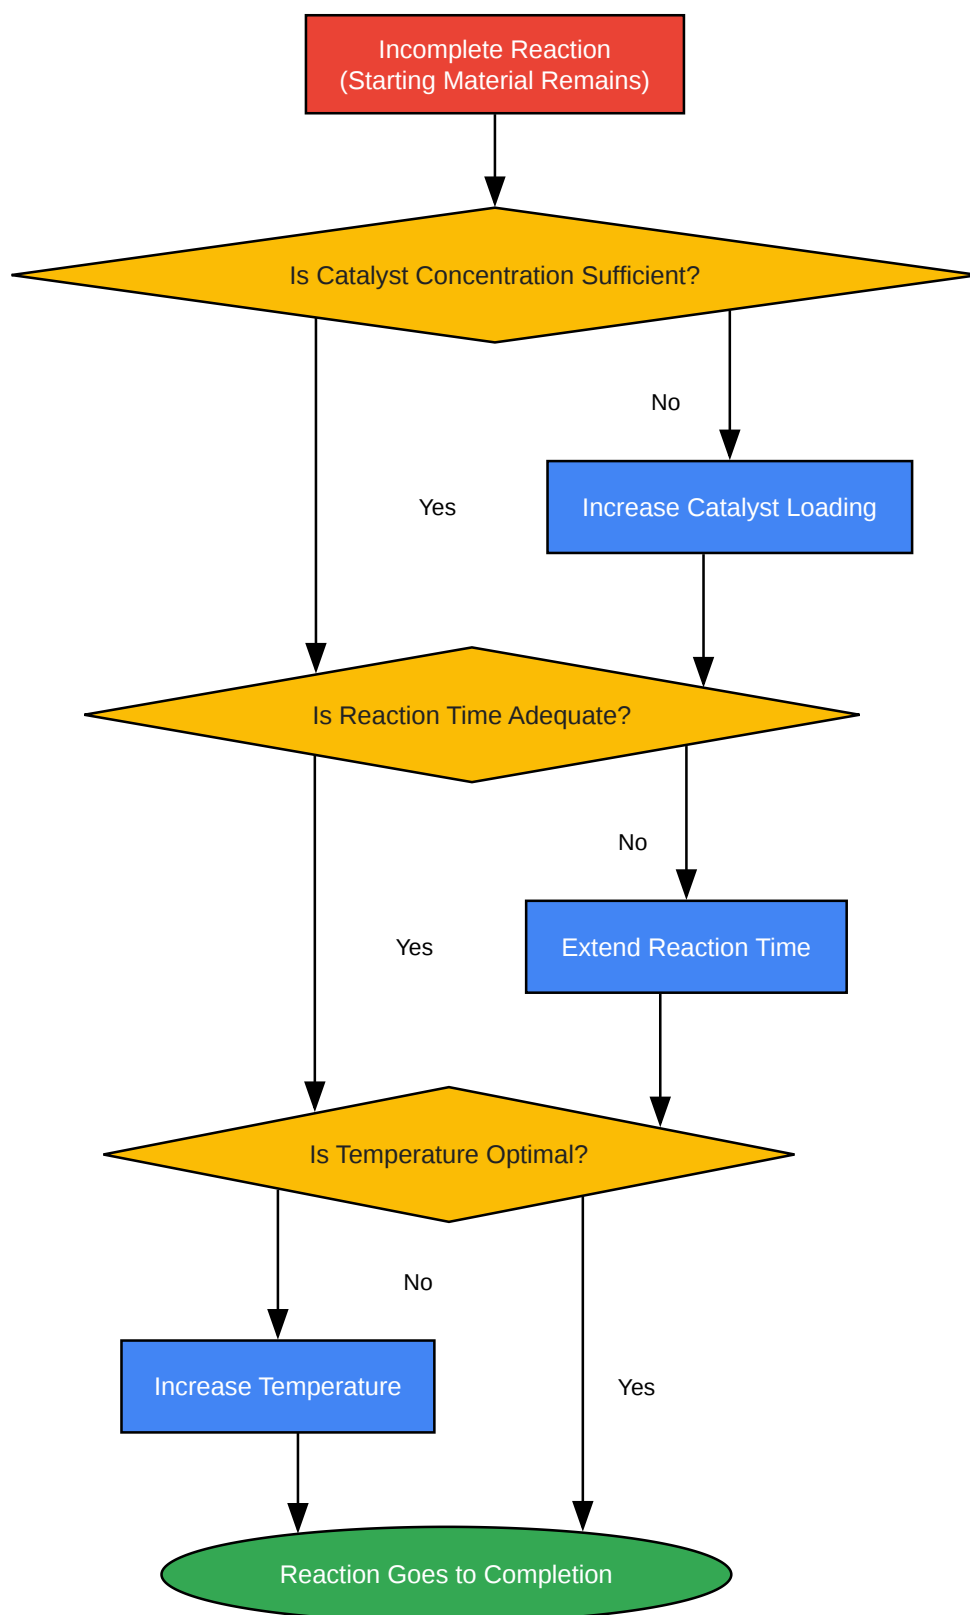 Incomplete Reaction
(Starting Material Remains)
Is Catalyst Concentration Sufficient?
No
Yes
Increase Catalyst Loading
Is Reaction Time Adequate?
No
Yes
Extend Reaction Time
Is Temperature Optimal?
No
Increase Temperature
Yes
Reaction Goes to Completion